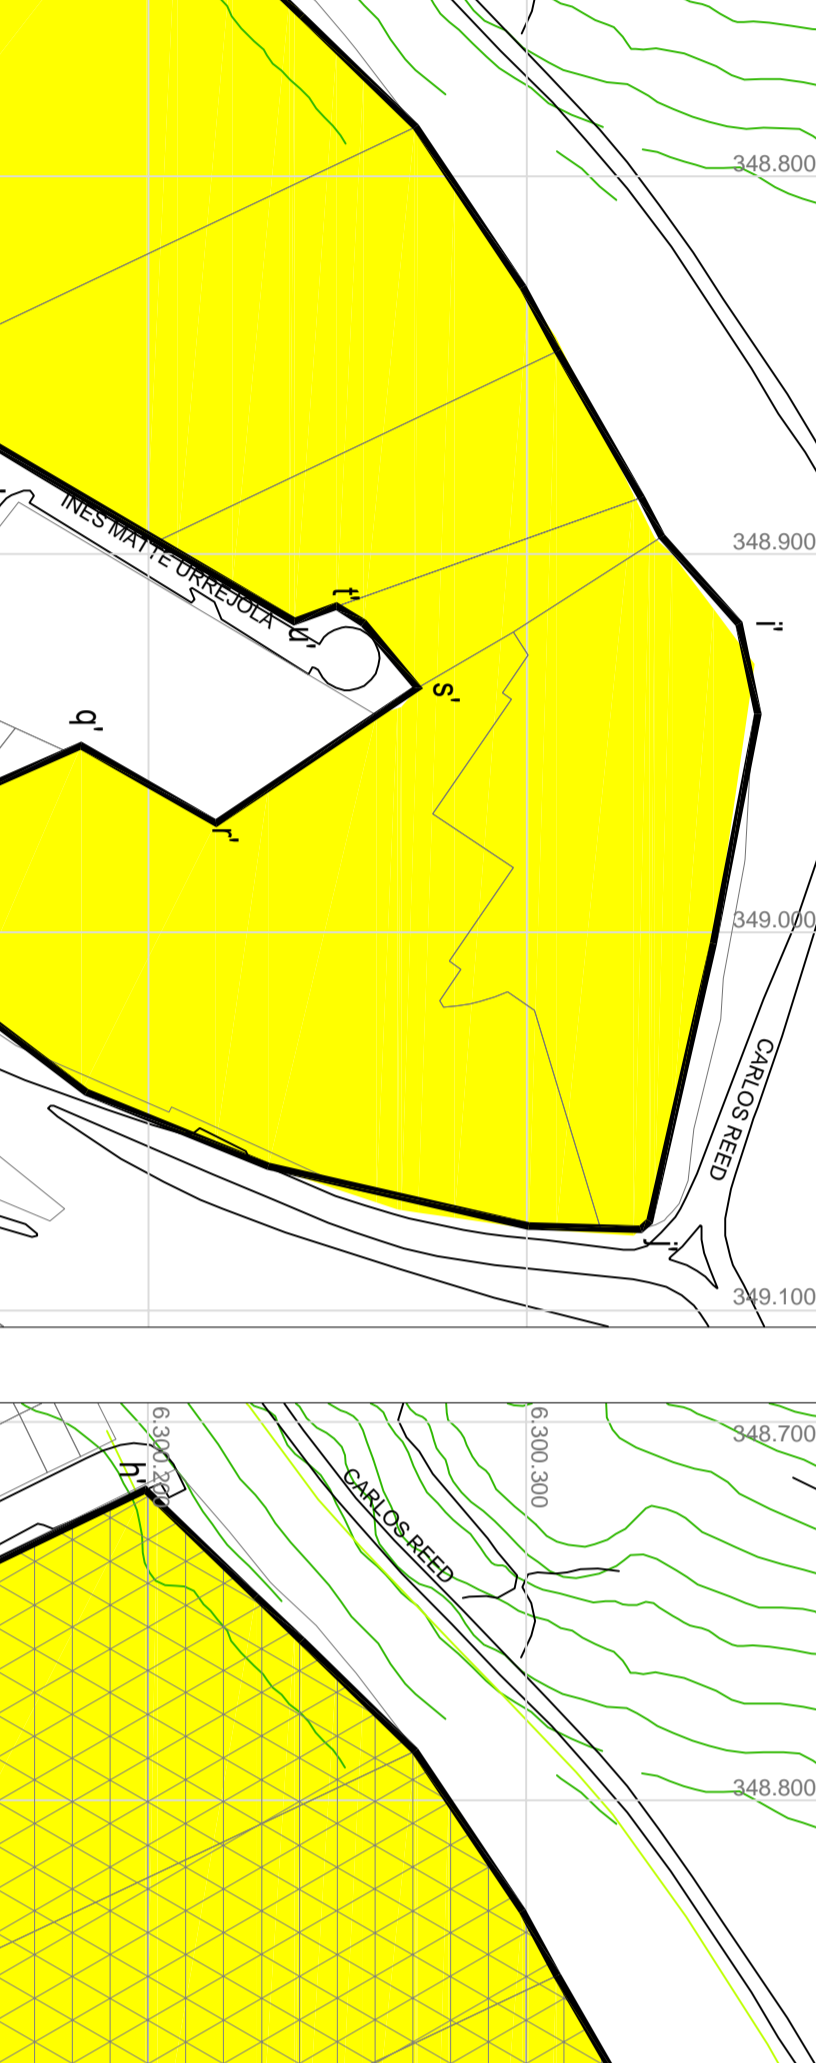 348.800
348.900
INES MATTE URREJOLA
t'
u'
i'
s'
q'
r'
349.000
CARLOS REED
j'
349.100
6.300.200
6.300.300
348.700
h'
CARLOS REED
348.800